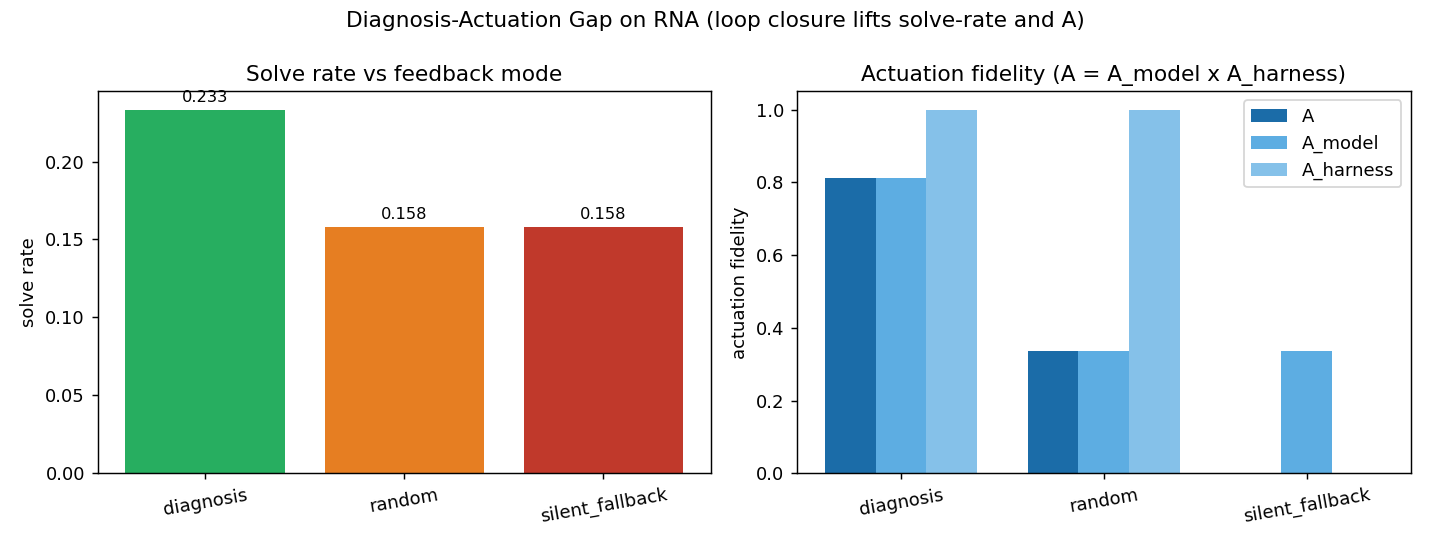 Diagnosis-Actuation Gap on RNA (loop closure lifts solve-rate and A)
Solve rate vs feedback mode
0.233
0.158
0.158
0.20
0.15
0.10
0.05
0.00
solve rate
diagnosis
random
silent_fallback
Actuation fidelity (A = A_model x A_harness)
1.0
0.8
0.6
0.4
0.2
0.0
actuation fidelity
A
A_model
A_harness
diagnosis
random
silent_fallback